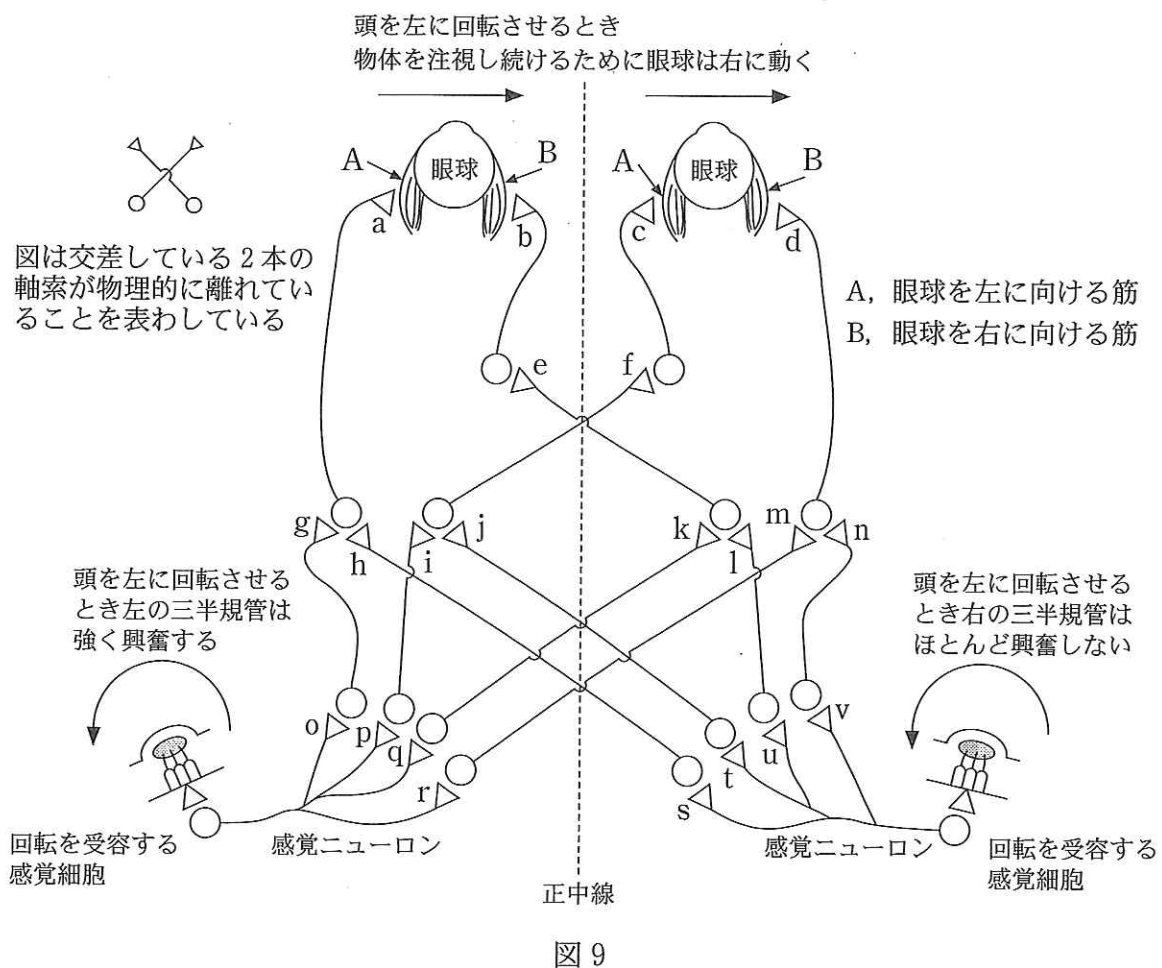 頭を左に回転させるとき
物体を注視し続けるために眼球は右に動く
A
眼球
B
A
眼球
B
a
b
c
d
図は交差している2本の
軸索が物理的に離れてい
ることを表わしている
A,眼球を左に向ける筋
B,眼球を右に向ける筋
e
f
g
h
i
j
k
l
m
n
頭を左に回転させる
とき左の三半規管は
強く興奮する
頭を左に回転させる
とき右の三半規管は
ほとんど興奮しない
o
p
q
r
s
t
u
v
回転を受容する
感覚細胞
感覚ニューロン
感覚ニューロン
回転を受容する
感覚細胞
正中線
図9